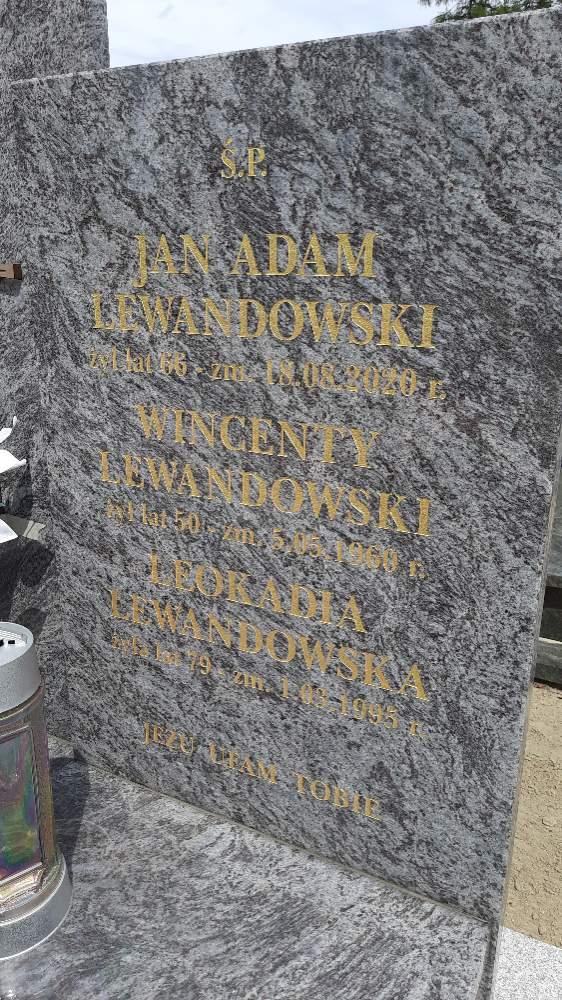 Ś.P.
JAN ADAM
LEWANDOWSKI
żył lat 66 - zm. 18.08.2020 r.
WINCENTY
LEWANDOWSKI
żył lat 50 - zm. 5.05.1960 r.
LEOKADIA
LEWANDOWSKA
żyła lat 79 - zm. 1.03.1995 r.
JEZU UFAM TOBIE